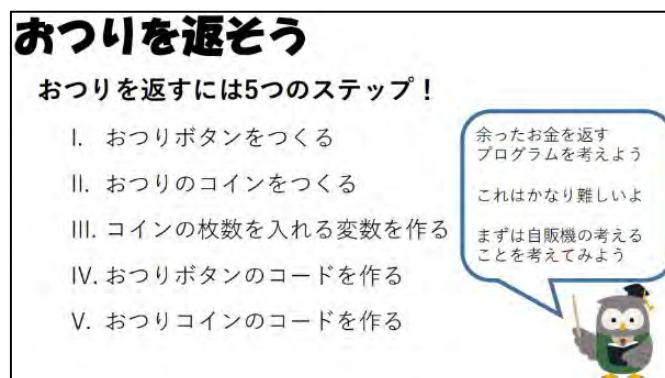 おつりを返そう
おつりを返すには5つのステップ！
I. おつりボタンをつくる
II. おつりのコインをつくる
III. コインの枚数を入れる変数を作る
IV. おつりボタンのコードを作る
V. おつりコインのコードを作る
余ったお金を返す
プログラムを考えよう
これはかなり難しいよ
まずは自販機の考える
ことを考えてみよう